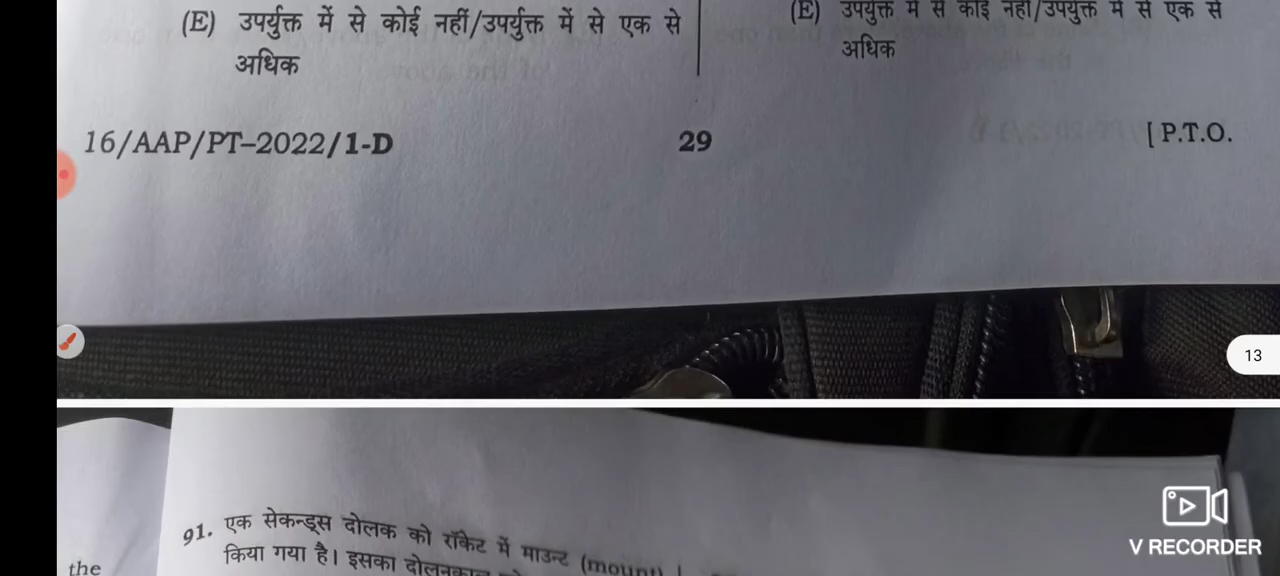 (E) उपर्युक्त में से कोई नहीं/उपर्युक्त में से एक से
अधिक
(E) उपर्युक्त में से कोई नहीं/उपर्युक्त में से एक से
अधिक
16/AAP/PT–2022/1-D
29
[ P.T.O.
13
91. एक सेकन्ड्स दोलक को रॉकेट में माउन्ट (mount)
किया गया है। इसका दोलनकाल
the
V RECORDER